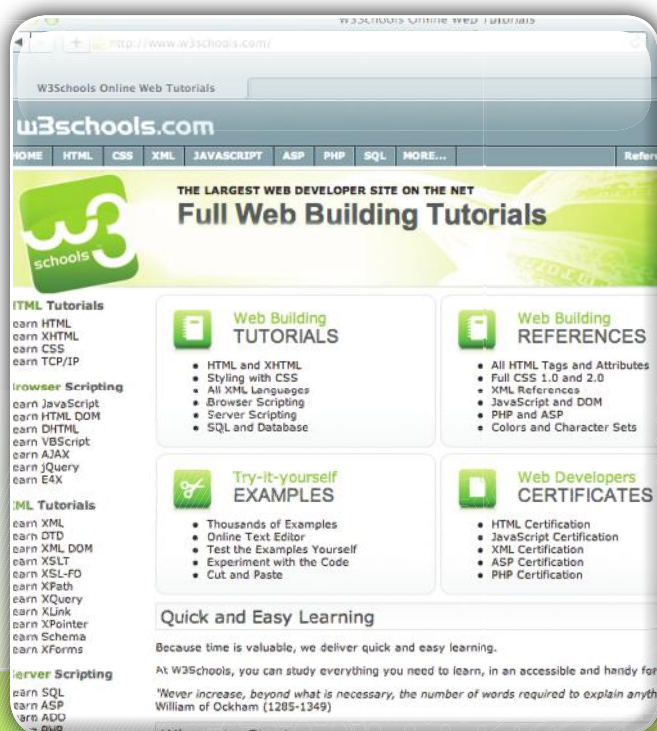 W3Schools Online Web Tutorials
http://www.w3schools.com/
W3Schools Online Web Tutorials
w3schools.com
HOME HTML CSS XML JAVASCRIPT ASP PHP SQL MORE... Refer
w3
schools
THE LARGEST WEB DEVELOPER SITE ON THE NET
Full Web Building Tutorials
HTML Tutorials
earn HTML
earn XHTML
earn CSS
earn TCP/IP
Browser Scripting
earn JavaScript
earn HTML DOM
earn DHTML
earn VBScript
earn AJAX
earn jQuery
earn E4X
XML Tutorials
earn XML
earn DTD
earn XML DOM
earn XSLT
earn XSL-FO
earn XPath
earn XQuery
earn XLink
earn XPointer
earn Schema
earn XForms
Server Scripting
earn SQL
earn ASP
earn ADO
PHP
Web Building
TUTORIALS
• HTML and XHTML
• Styling with CSS
• All XML Languages
• Browser Scripting
• Server Scripting
• SQL and Database
Web Building
REFERENCES
• All HTML Tags and Attributes
• Full CSS 1.0 and 2.0
• XML References
• JavaScript and DOM
• PHP and ASP
• Colors and Character Sets
Try-it-yourself
EXAMPLES
• Thousands of Examples
• Online Text Editor
• Test the Examples Yourself
• Experiment with the Code
• Cut and Paste
Web Developers
CERTIFICATES
• HTML Certification
• JavaScript Certification
• XML Certification
• ASP Certification
• PHP Certification
Quick and Easy Learning
Because time is valuable, we deliver quick and easy learning.
At W3Schools, you can study everything you need to learn, in an accessible and handy for
"Never increase, beyond what is necessary, the number of words required to explain anyth
William of Ockham (1285-1349)